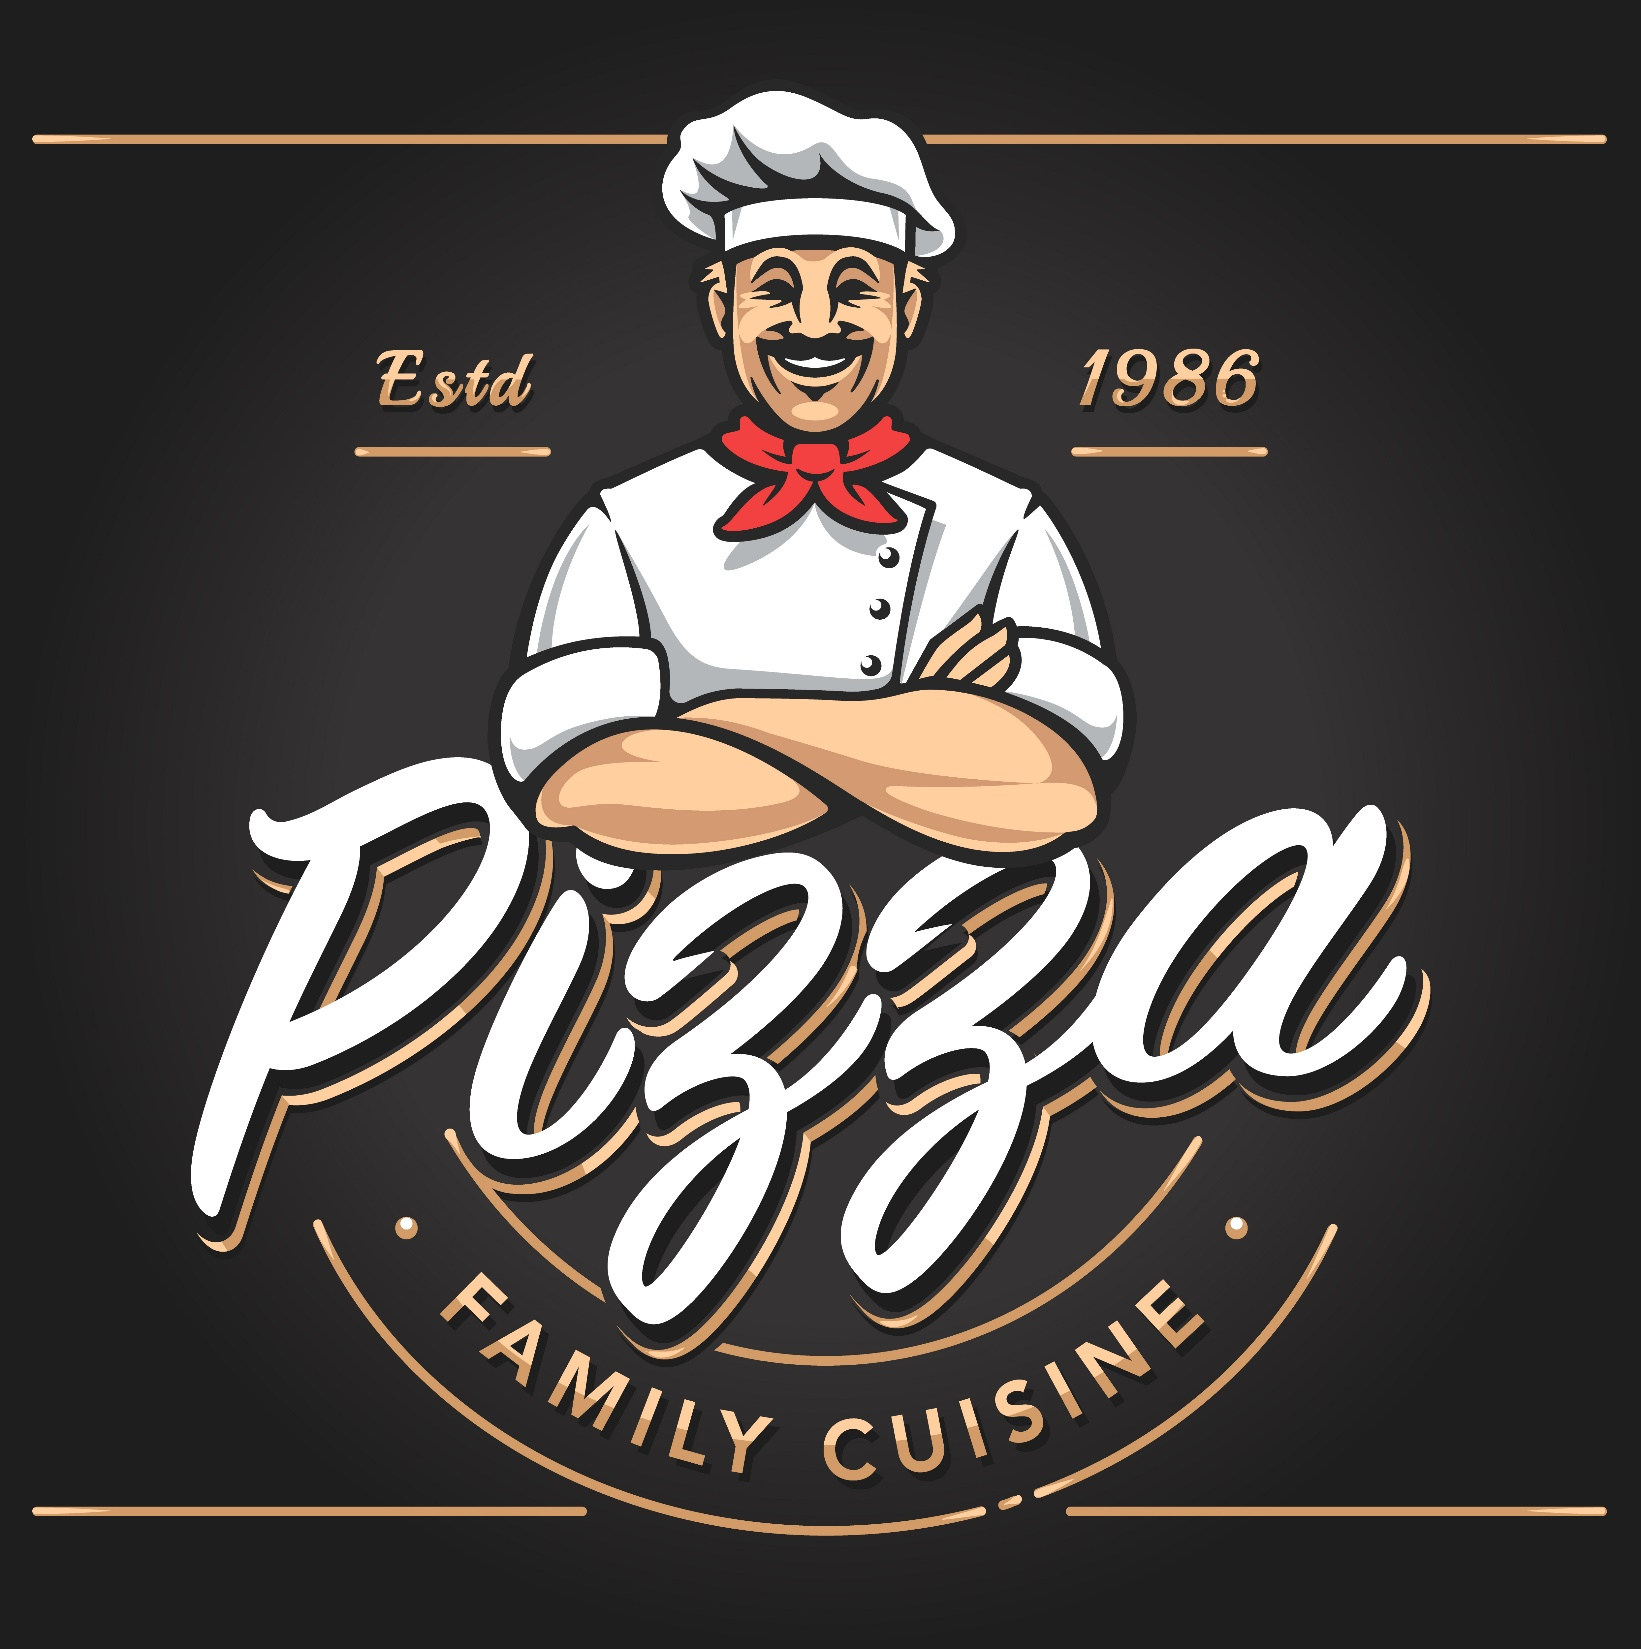 Estd 1986
Pizza
FAMILY CUISINE